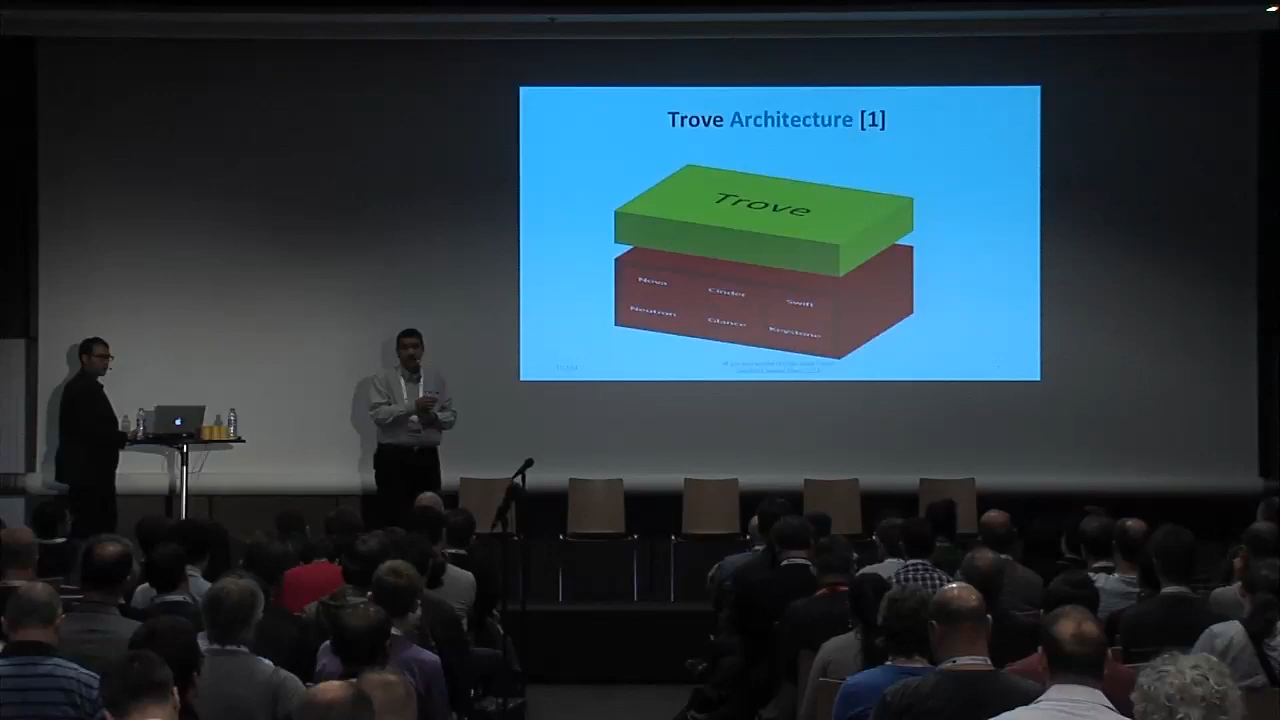 Trove Architecture [1]
Trove
Nova
Cinder
Swift
Neutron
Glance
Keystone